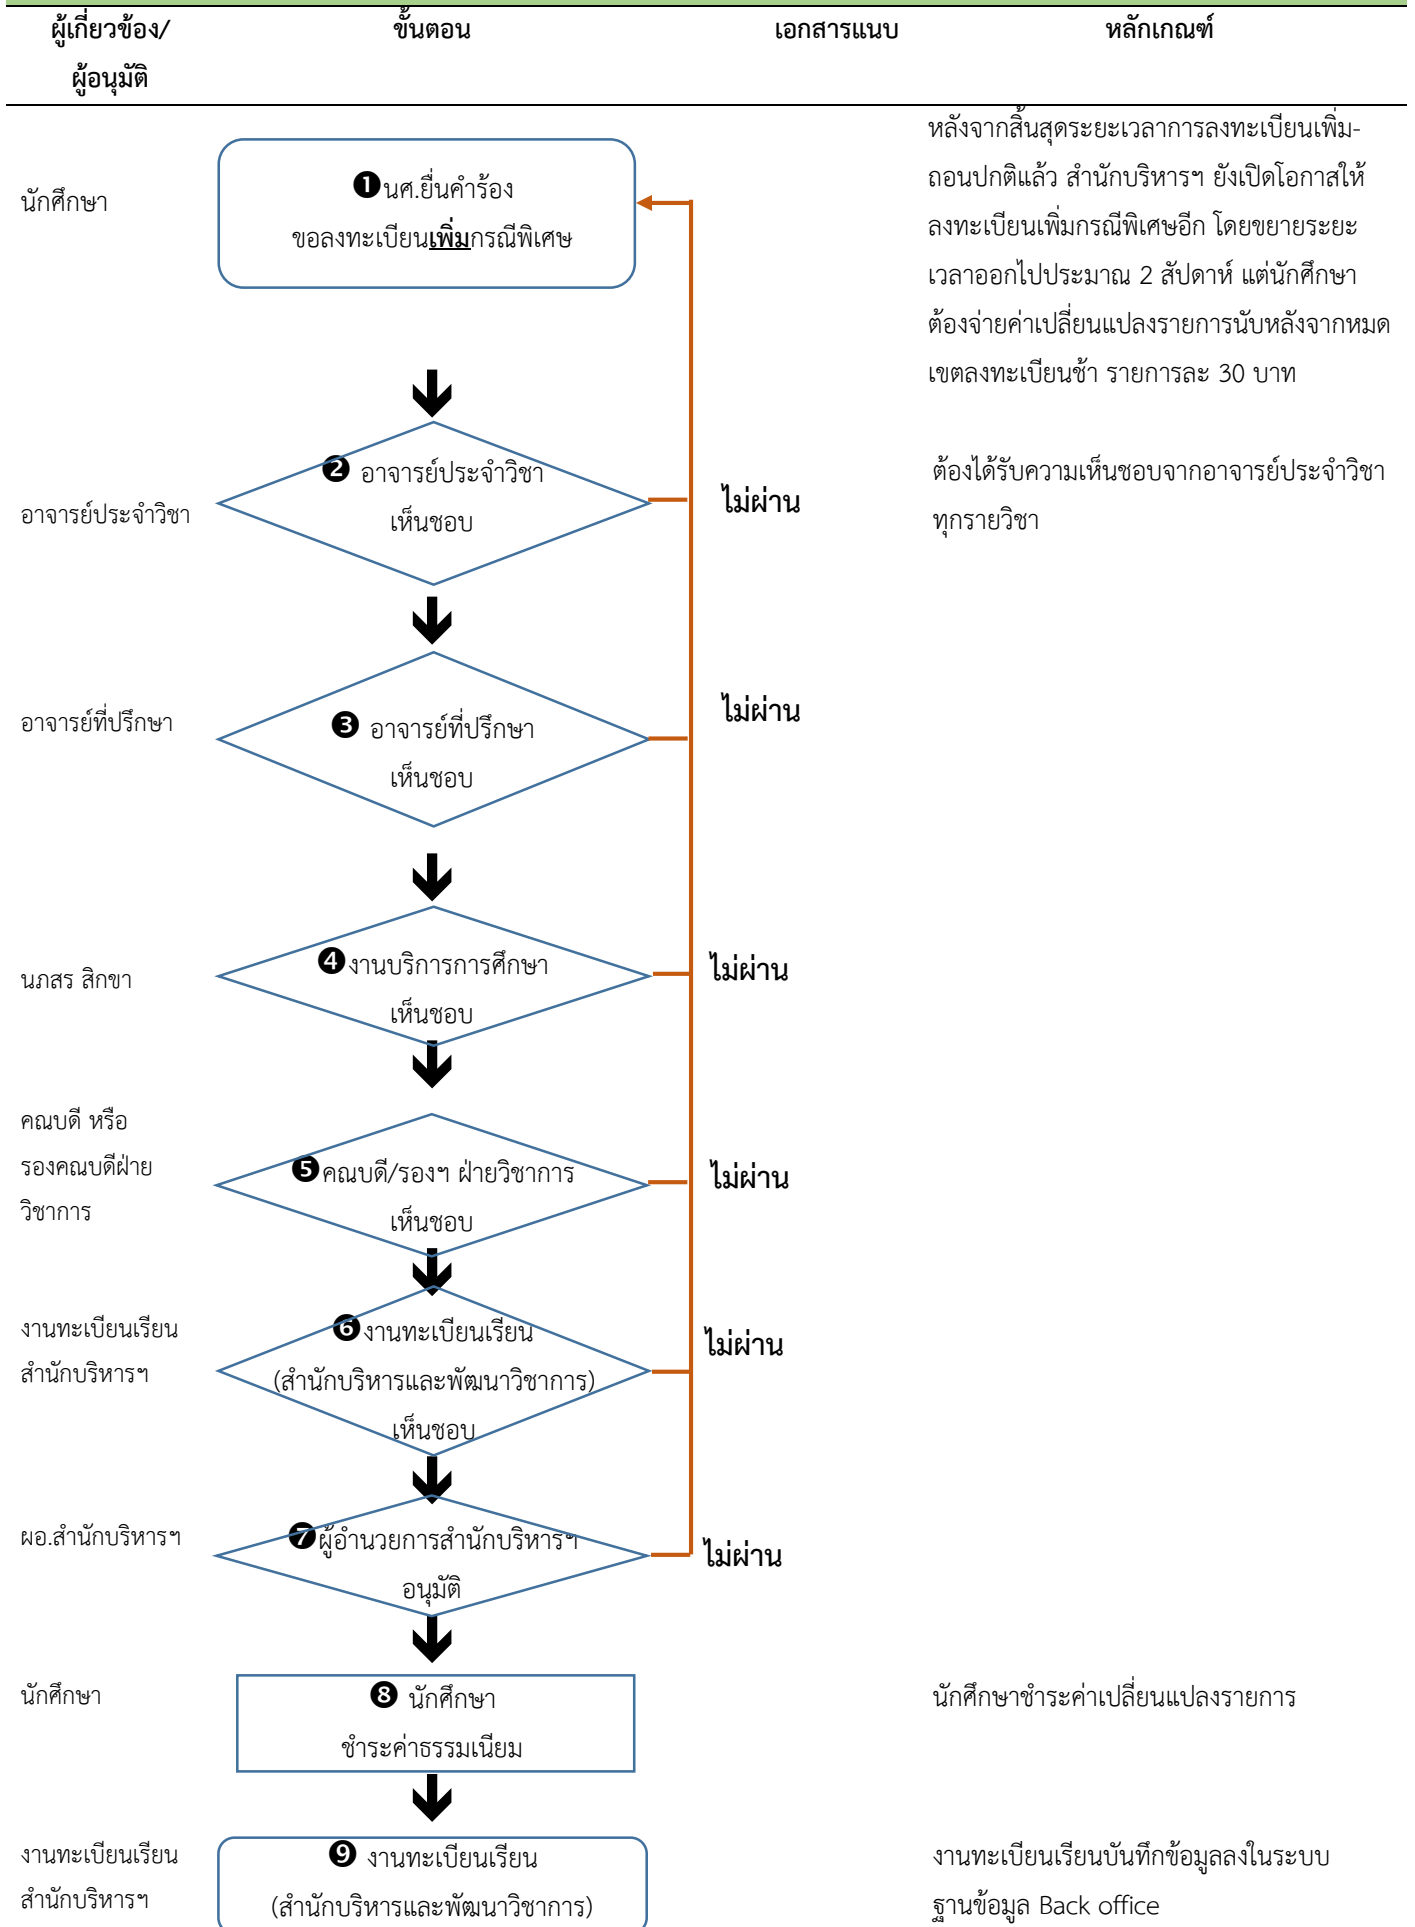 ผู้เกี่ยวข้อง/
ผู้อนุมัติ
ขั้นตอน
เอกสารแนบ
หลักเกณฑ์
นักศึกษา
❶นศ.ยื่นคำร้อง
ขอลงทะเบียนเพิ่มกรณีพิเศษ
หลังจากสิ้นสุดระยะเวลาการลงทะเบียนเพิ่ม-
ถอนปกติแล้ว สำนักบริหารฯ ยังเปิดโอกาสให้
ลงทะเบียนเพิ่มกรณีพิเศษอีก โดยขยายระยะ
เวลาออกไปประมาณ 2 สัปดาห์ แต่นักศึกษา
ต้องจ่ายค่าเปลี่ยนแปลงรายการนับหลังจากหมด
เขตลงทะเบียนช้า รายการละ 30 บาท
อาจารย์ประจำวิชา
❷ อาจารย์ประจำวิชา
เห็นชอบ
ไม่ผ่าน
ต้องได้รับความเห็นชอบจากอาจารย์ประจำวิชา
ทุกรายวิชา
อาจารย์ที่ปรึกษา
❸ อาจารย์ที่ปรึกษา
เห็นชอบ
ไม่ผ่าน
นภสร สิกขา
❹งานบริการการศึกษา
เห็นชอบ
ไม่ผ่าน
คณบดี หรือ
รองคณบดีฝ่าย
วิชาการ
❺คณบดี/รองฯ ฝ่ายวิชาการ
เห็นชอบ
ไม่ผ่าน
งานทะเบียนเรียน
สำนักบริหารฯ
❻งานทะเบียนเรียน
(สำนักบริหารและพัฒนาวิชาการ)
เห็นชอบ
ไม่ผ่าน
ผอ.สำนักบริหารฯ
❼ผู้อำนวยการสำนักบริหารฯ
อนุมัติ
ไม่ผ่าน
นักศึกษา
❽ นักศึกษา
ชำระค่าธรรมเนียม
นักศึกษาชำระค่าเปลี่ยนแปลงรายการ
งานทะเบียนเรียน
สำนักบริหารฯ
❾ งานทะเบียนเรียน
(สำนักบริหารและพัฒนาวิชาการ)
งานทะเบียนเรียนบันทึกข้อมูลลงในระบบ
ฐานข้อมูล Back office